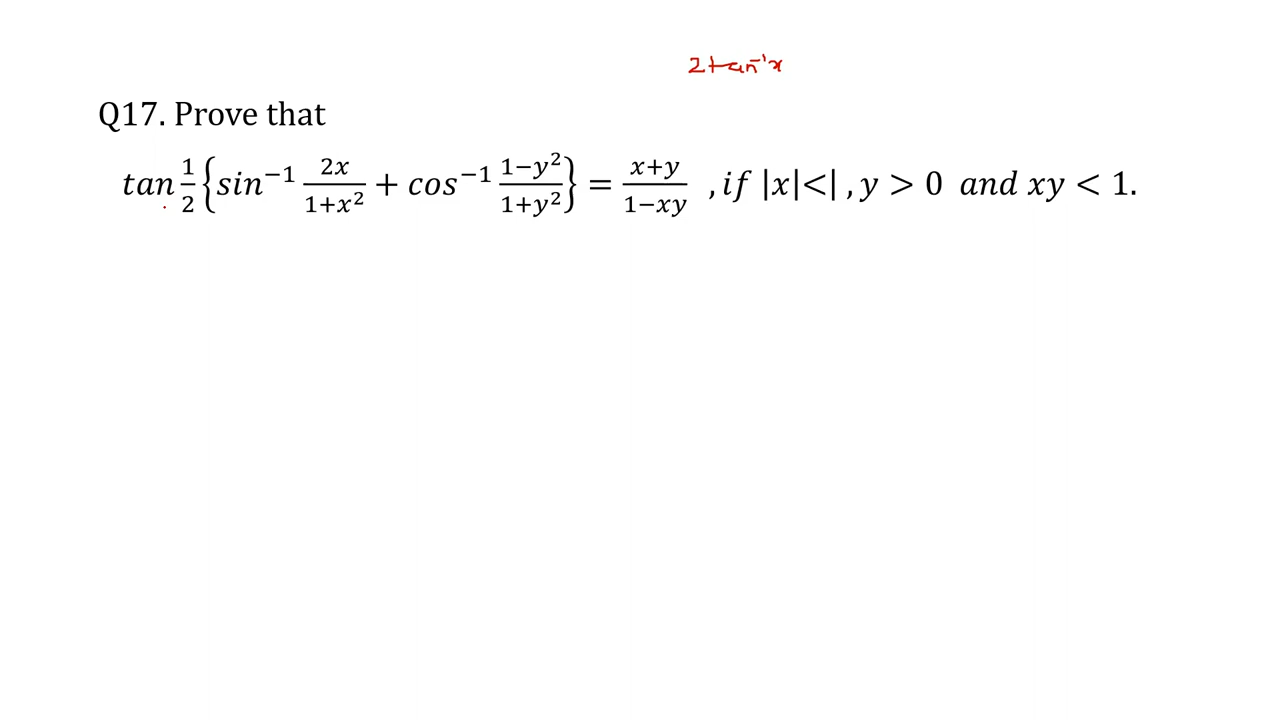 2tan⁻¹x
Q17. Prove that
tan 1/2 {sin⁻¹ 2x/(1+x²) + cos⁻¹ (1−y²)/(1+y²)} = (x+y)/(1−xy) , if |x|<| , y > 0 and xy < 1.